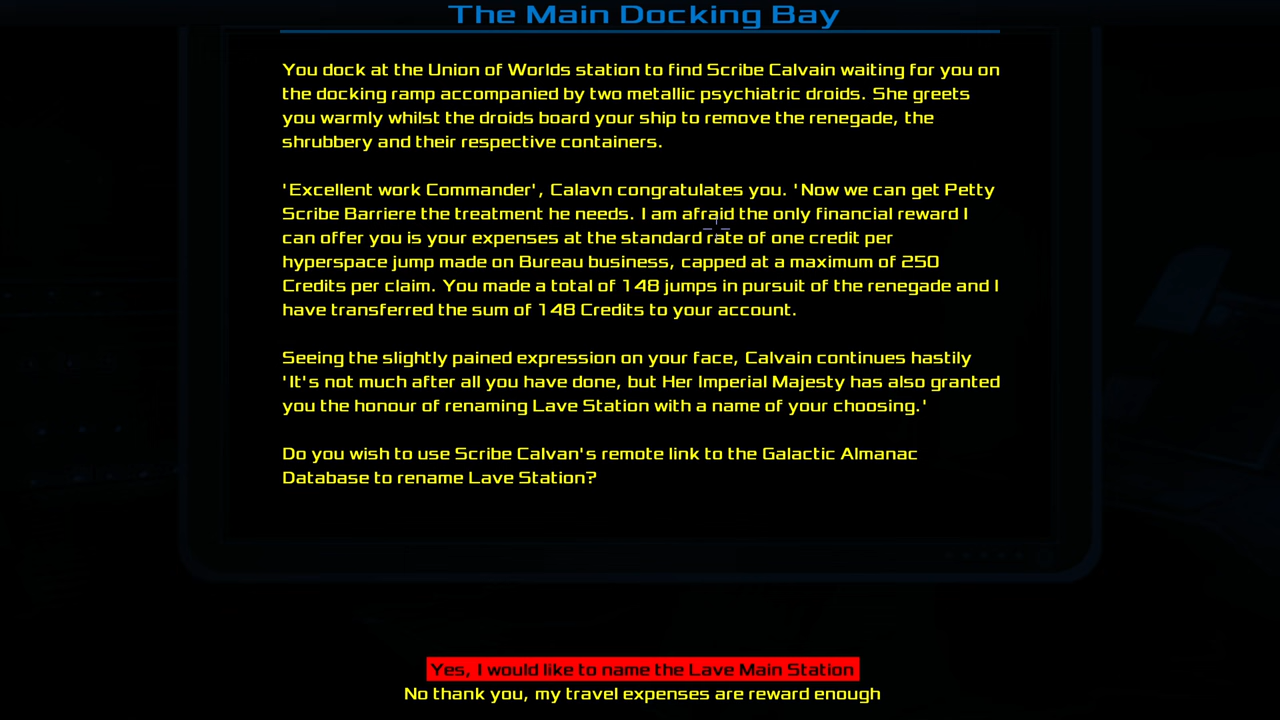 The Main Docking Bay
You dock at the Union of Worlds station to find Scribe Calvain waiting for you on
the docking ramp accompanied by two metallic psychiatric droids. She greets
you warmly whilst the droids board your ship to remove the renegade, the
shrubbery and their respective containers.
'Excellent work Commander', Calavn congratulates you. 'Now we can get Petty
Scribe Barriere the treatment he needs. I am afraid the only financial reward I
can offer you is your expenses at the standard rate of one credit per
hyperspace jump made on Bureau business, capped at a maximum of 250
Credits per claim. You made a total of 148 jumps in pursuit of the renegade and I
have transferred the sum of 148 Credits to your account.
Seeing the slightly pained expression on your face, Calvain continues hastily
'It's not much after all you have done, but Her Imperial Majesty has also granted
you the honour of renaming Lave Station with a name of your choosing.'
Do you wish to use Scribe Calvan's remote link to the Galactic Almanac
Database to rename Lave Station?
Yes, I would like to name the Lave Main Station
No thank you, my travel expenses are reward enough